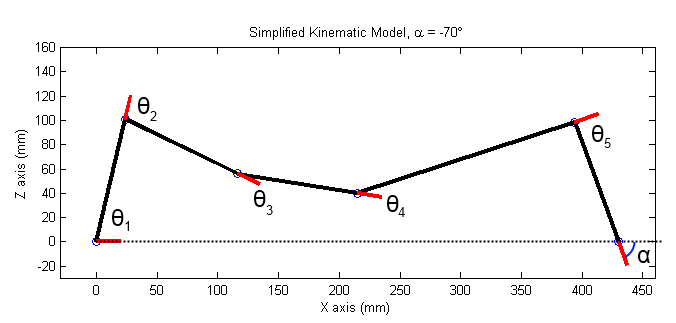 Simplified Kinematic Model, α = -70°
Z axis (mm)
160
140
120
100
80
60
40
20
0
-20
θ2
θ1
θ3
θ4
θ5
α
0
50
100
150
200
250
300
350
400
450
X axis (mm)